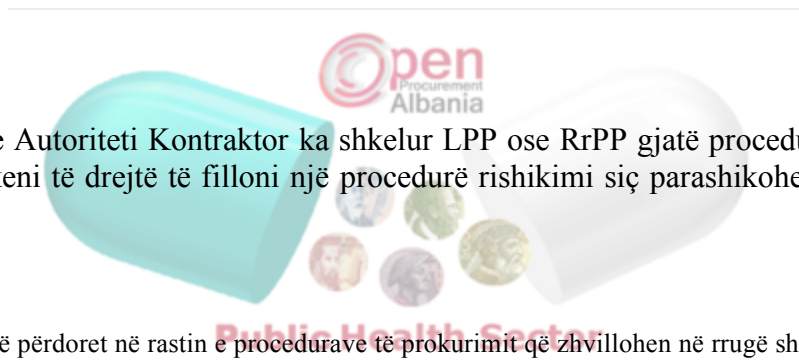 Open
Procurement
Albania
e Autoriteti Kontraktor ka shkelur LPP ose RrPP gjatë procedu
keni të drejtë të filloni një procedurë rishikimi siç parashikohe
ë përdoret në rastin e procedurave të prokurimit që zhvillohen në rrugë sh
Public Health Sector